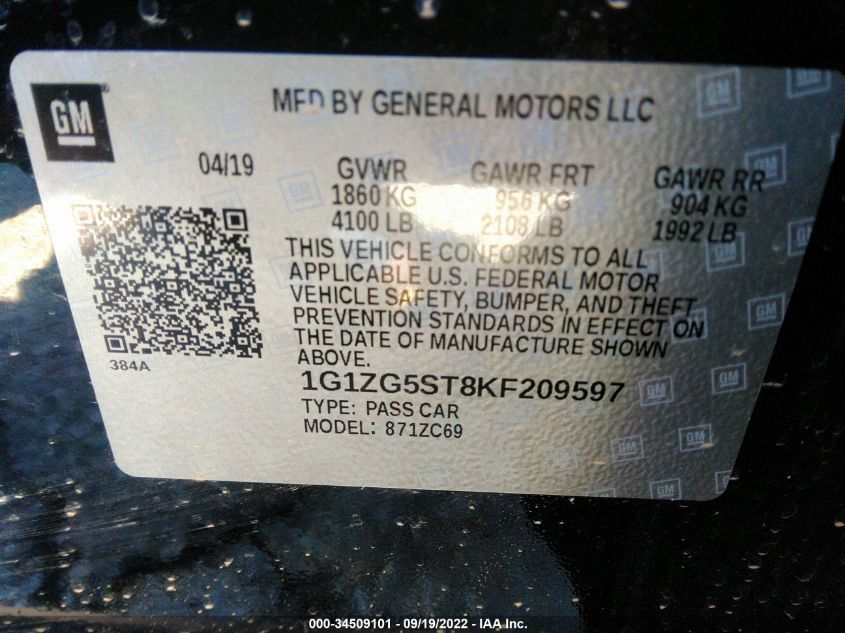 GM
MFD BY GENERAL MOTORS LLC
04/19 GVWR GAWR FRT GAWR RR
1860 KG 956 KG 904 KG
4100 LB 2108 LB 1992 LB
THIS VEHICLE CONFORMS TO ALL
APPLICABLE U.S. FEDERAL MOTOR
VEHICLE SAFETY, BUMPER, AND THEFT
PREVENTION STANDARDS IN EFFECT ON
THE DATE OF MANUFACTURE SHOWN
ABOVE.
384A
1G1ZG5ST8KF209597
TYPE: PASS CAR
MODEL: 871ZC69
000-34509101 - 09/19/2022 - IAA Inc.